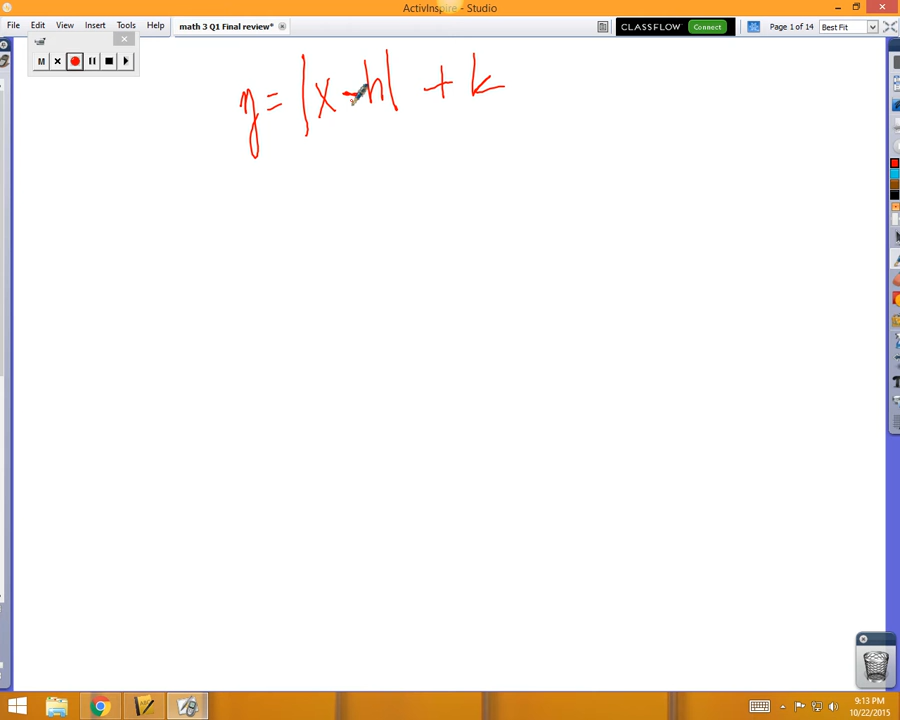 ActivInspire - Studio
File Edit View Insert Tools Help
math 3 Q1 Final review*
CLASSFLOW Connect
Page 1 of 14
Best Fit
M
y = |x - h| + k
9:13 PM
10/22/2015